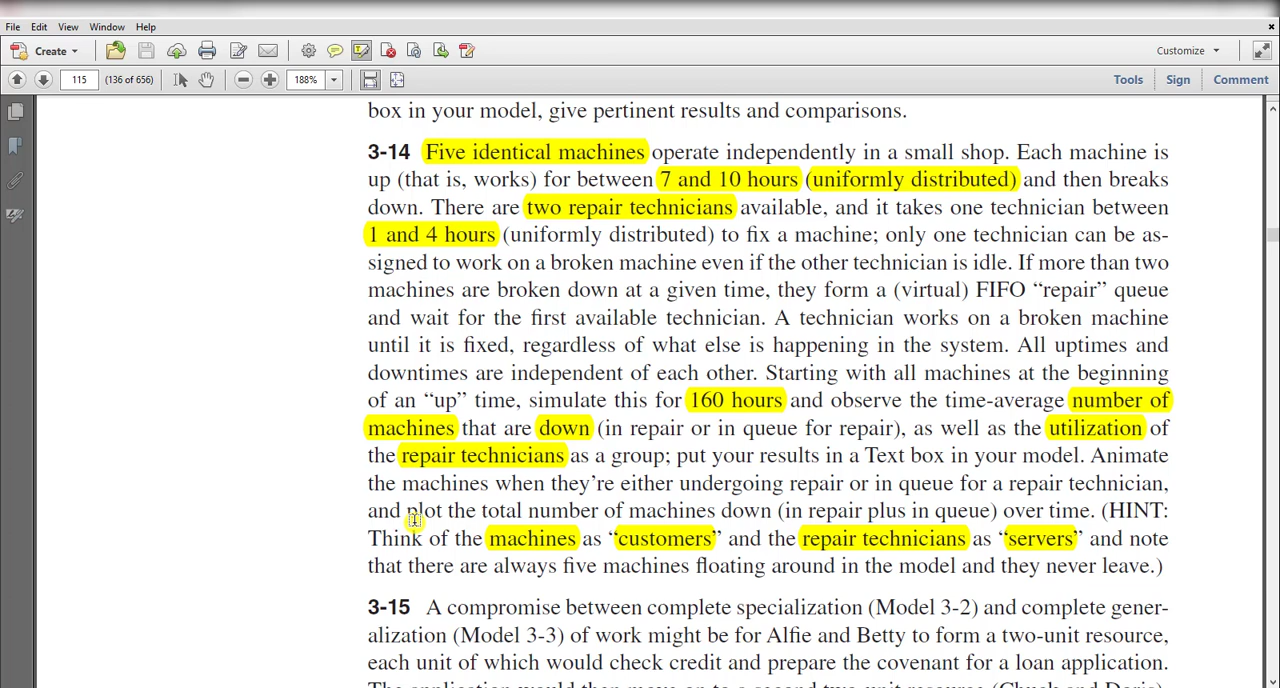 File Edit View Window Help
Create
Customize
115 (136 of 656) 188% Tools Sign Comment
box in your model, give pertinent results and comparisons.
3-14 Five identical machines operate independently in a small shop. Each machine is
up (that is, works) for between 7 and 10 hours (uniformly distributed) and then breaks
down. There are two repair technicians available, and it takes one technician between
1 and 4 hours (uniformly distributed) to fix a machine; only one technician can be as-
signed to work on a broken machine even if the other technician is idle. If more than two
machines are broken down at a given time, they form a (virtual) FIFO “repair” queue
and wait for the first available technician. A technician works on a broken machine
until it is fixed, regardless of what else is happening in the system. All uptimes and
downtimes are independent of each other. Starting with all machines at the beginning
of an “up” time, simulate this for 160 hours and observe the time-average number of
machines that are down (in repair or in queue for repair), as well as the utilization of
the repair technicians as a group; put your results in a Text box in your model. Animate
the machines when they’re either undergoing repair or in queue for a repair technician,
and plot the total number of machines down (in repair plus in queue) over time. (HINT:
Think of the machines as “customers” and the repair technicians as “servers” and note
that there are always five machines floating around in the model and they never leave.)
3-15 A compromise between complete specialization (Model 3-2) and complete gener-
alization (Model 3-3) of work might be for Alfie and Betty to form a two-unit resource,
each unit of which would check credit and prepare the covenant for a loan application.
The application would then move on to a second two-unit resource (Chuck and Doris),